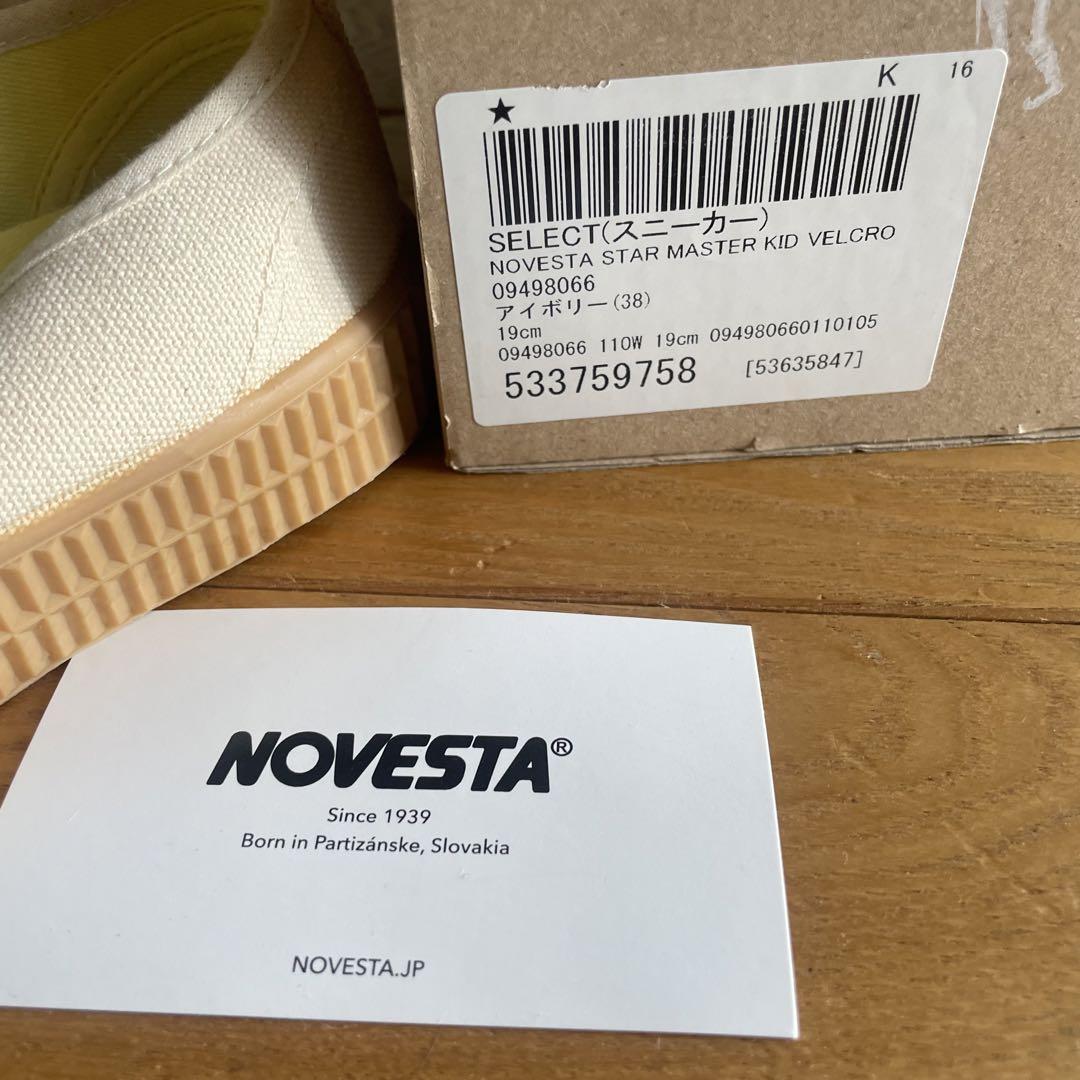 ★ K 16
SELECT(スニーカー)
NOVESTA STAR MASTER KID VELCRO
09498066
アイボリー(38)
19cm
09498066 110W 19cm 094980660110105
533759758 [53635847]
NOVESTA®
Since 1939
Born in Partizánske, Slovakia
NOVESTA.JP